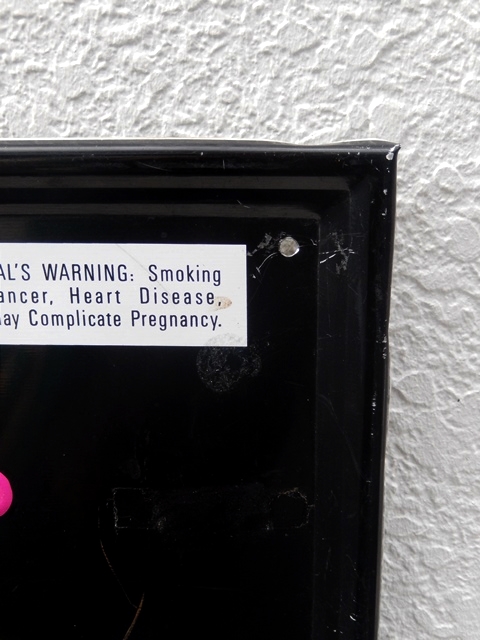 AL'S WARNING: Smoking
ancer, Heart Disease,
ay Complicate Pregnancy.